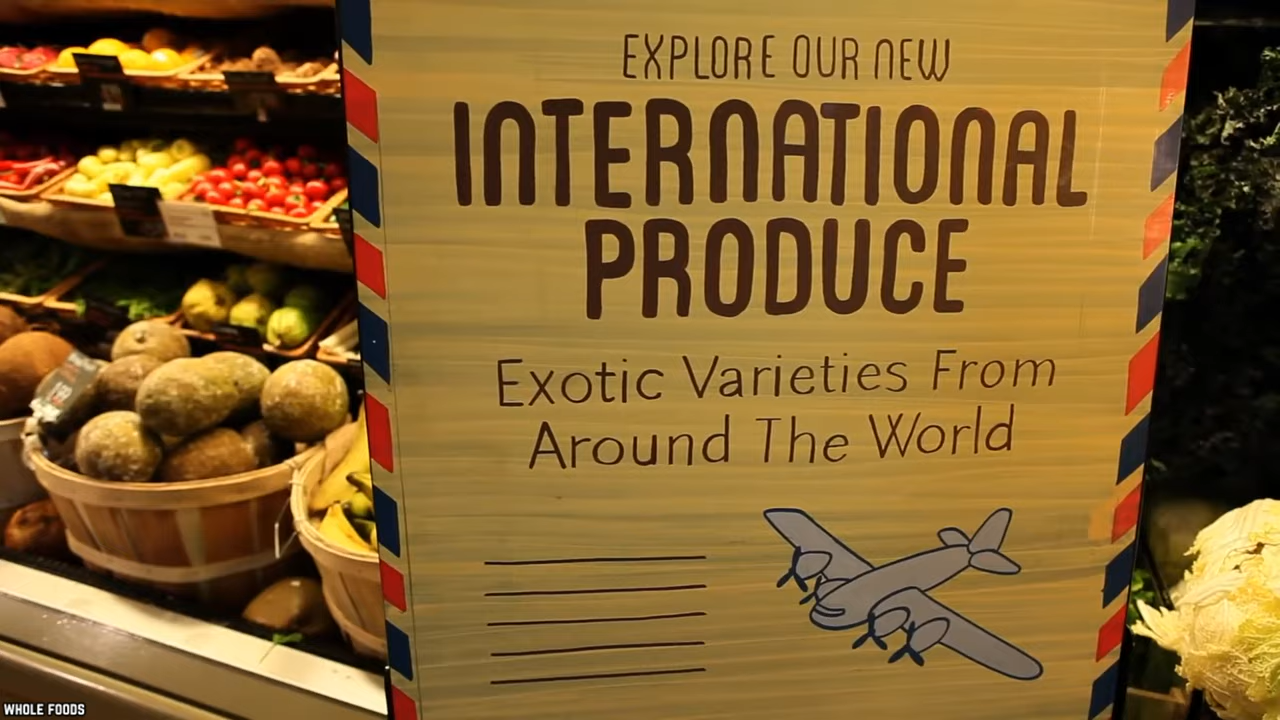 EXPLORE OUR NEW
INTERNATIONAL
PRODUCE
Exotic Varieties From
Around The World
WHOLE FOODS